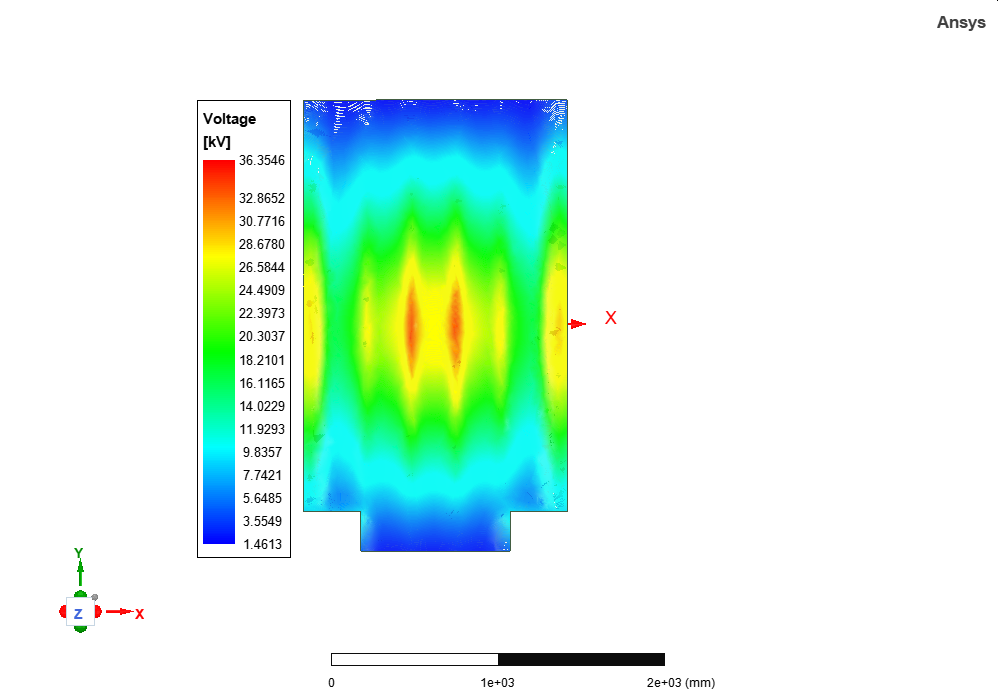 Ansys
Voltage
[kV]
36.3546
32.8652
30.7716
28.6780
26.5844
24.4909
22.3973
20.3037
18.2101
16.1165
14.0229
11.9293
9.8357
7.7421
5.6485
3.5549
1.4613
X
Y
Z X
0 1e+03 2e+03 (mm)